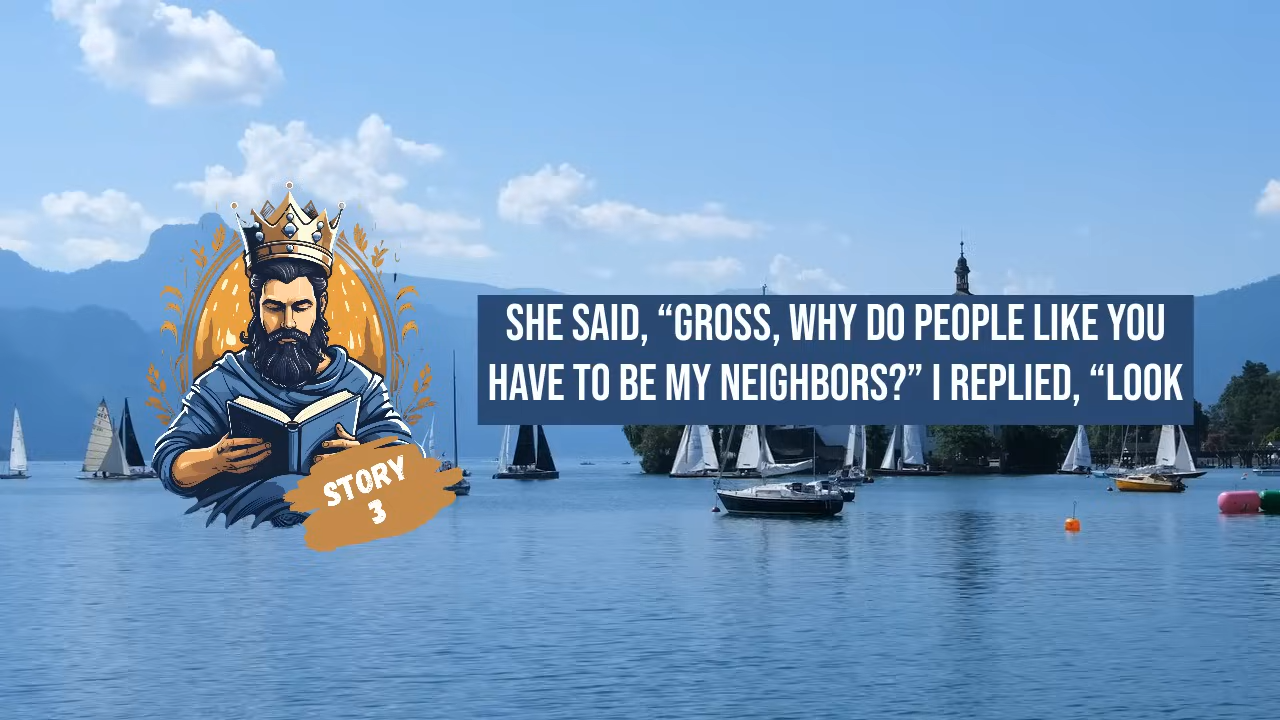 SHE SAID, “GROSS, WHY DO PEOPLE LIKE YOU
HAVE TO BE MY NEIGHBORS?” I REPLIED, “LOOK
STORY
3